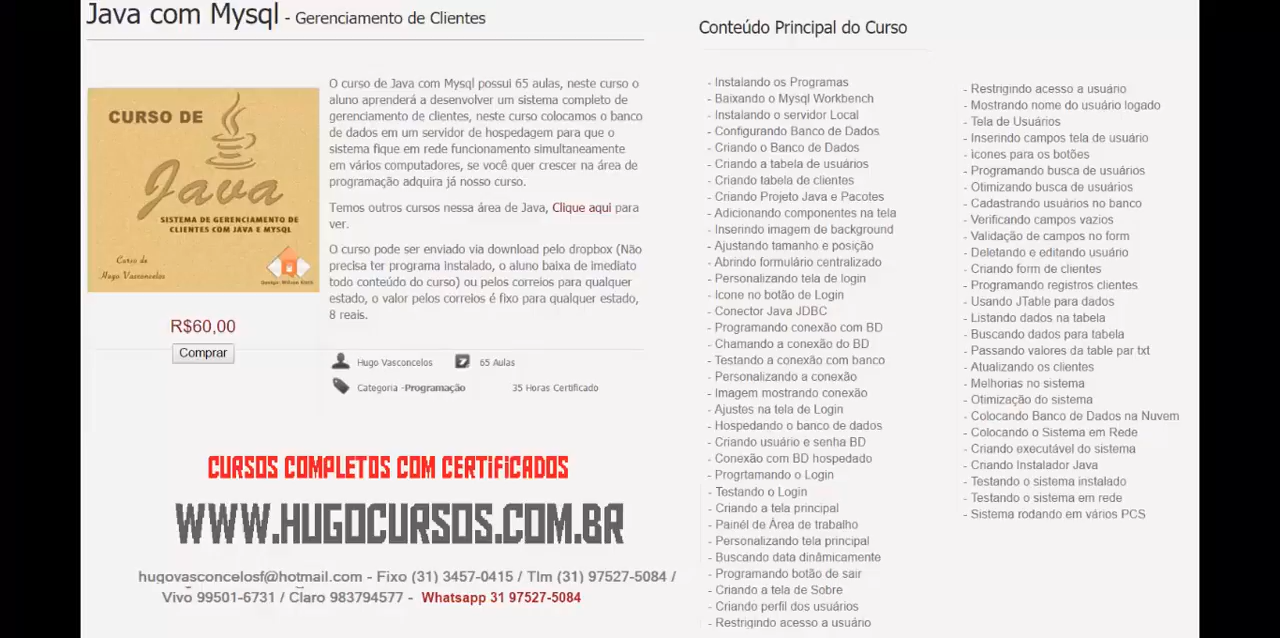 Java com Mysql - Gerenciamento de Clientes
CURSO DE
Java
SISTEMA DE GERENCIAMENTO DE
CLIENTES COM JAVA E MYSQL
Curso de
Hugo Vasconcelos
R$60,00
Comprar
O curso de Java com Mysql possui 65 aulas, neste curso o
aluno aprenderá a desenvolver um sistema completo de
gerenciamento de clientes, neste curso colocamos o banco
de dados em um servidor de hospedagem para que o
sistema fique em rede funcionamento simultaneamente
em vários computadores, se você quer crescer na área de
programação adquira já nosso curso.
Temos outros cursos nessa área de Java, Clique aqui para
ver.
O curso pode ser enviado via download pelo dropbox (Não
precisa ter programa instalado, o aluno baixa de imediato
todo conteúdo do curso) ou pelos correios para qualquer
estado, o valor pelos correios é fixo para qualquer estado,
8 reais.
Hugo Vasconcelos 65 Aulas
Categoria -Programação 35 Horas Certificado
CURSOS COMPLETOS COM CERTIFICADOS
WWW.HUGOCURSOS.COM.BR
hugovasconcelosf@hotmail.com - Fixo (31) 3457-0415 / TIm (31) 97527-5084 /
Vivo 99501-6731 / Claro 983794577 - Whatsapp 31 97527-5084
Conteúdo Principal do Curso
- Instalando os Programas
- Baixando o Mysql Workbench
- Instalando o servidor Local
- Configurando Banco de Dados
- Criando o Banco de Dados
- Criando a tabela de usuários
- Criando tabela de clientes
- Criando Projeto Java e Pacotes
- Adicionando componentes na tela
- Inserindo imagem de background
- Ajustando tamanho e posição
- Abrindo formulário centralizado
- Personalizando tela de login
- Icone no botão de Login
- Conector Java JDBC
- Programando conexão com BD
- Chamando a conexão do BD
- Testando a conexão com banco
- Personalizando a conexão
- Imagem mostrando conexão
- Ajustes na tela de Login
- Hospedando o banco de dados
- Criando usuário e senha BD
- Conexão com BD hospedado
- Progrtamando o Login
- Testando o Login
- Criando a tela principal
- Painél de Área de trabalho
- Personalizando tela principal
- Buscando data dinâmicamente
- Programando botão de sair
- Criando a tela de Sobre
- Criando perfil dos usuários
- Restrigindo acesso a usuário
- Restrigindo acesso a usuário
- Mostrando nome do usuário logado
- Tela de Usuários
- Inserindo campos tela de usuário
- icones para os botões
- Programando busca de usuários
- Otimizando busca de usuários
- Cadastrando usuários no banco
- Verificando campos vazios
- Validação de campos no form
- Deletando e editando usuário
- Criando form de clientes
- Programando registros clientes
- Usando JTable para dados
- Listando dados na tabela
- Buscando dados para tabela
- Passando valores da table par txt
- Atualizando os clientes
- Melhorias no sistema
- Otimização do sistema
- Colocando Banco de Dados na Nuvem
- Colocando o Sistema em Rede
- Criando executável do sistema
- Criando Instalador Java
- Testando o sistema instalado
- Testando o sistema em rede
- Sistema rodando em vários PCS